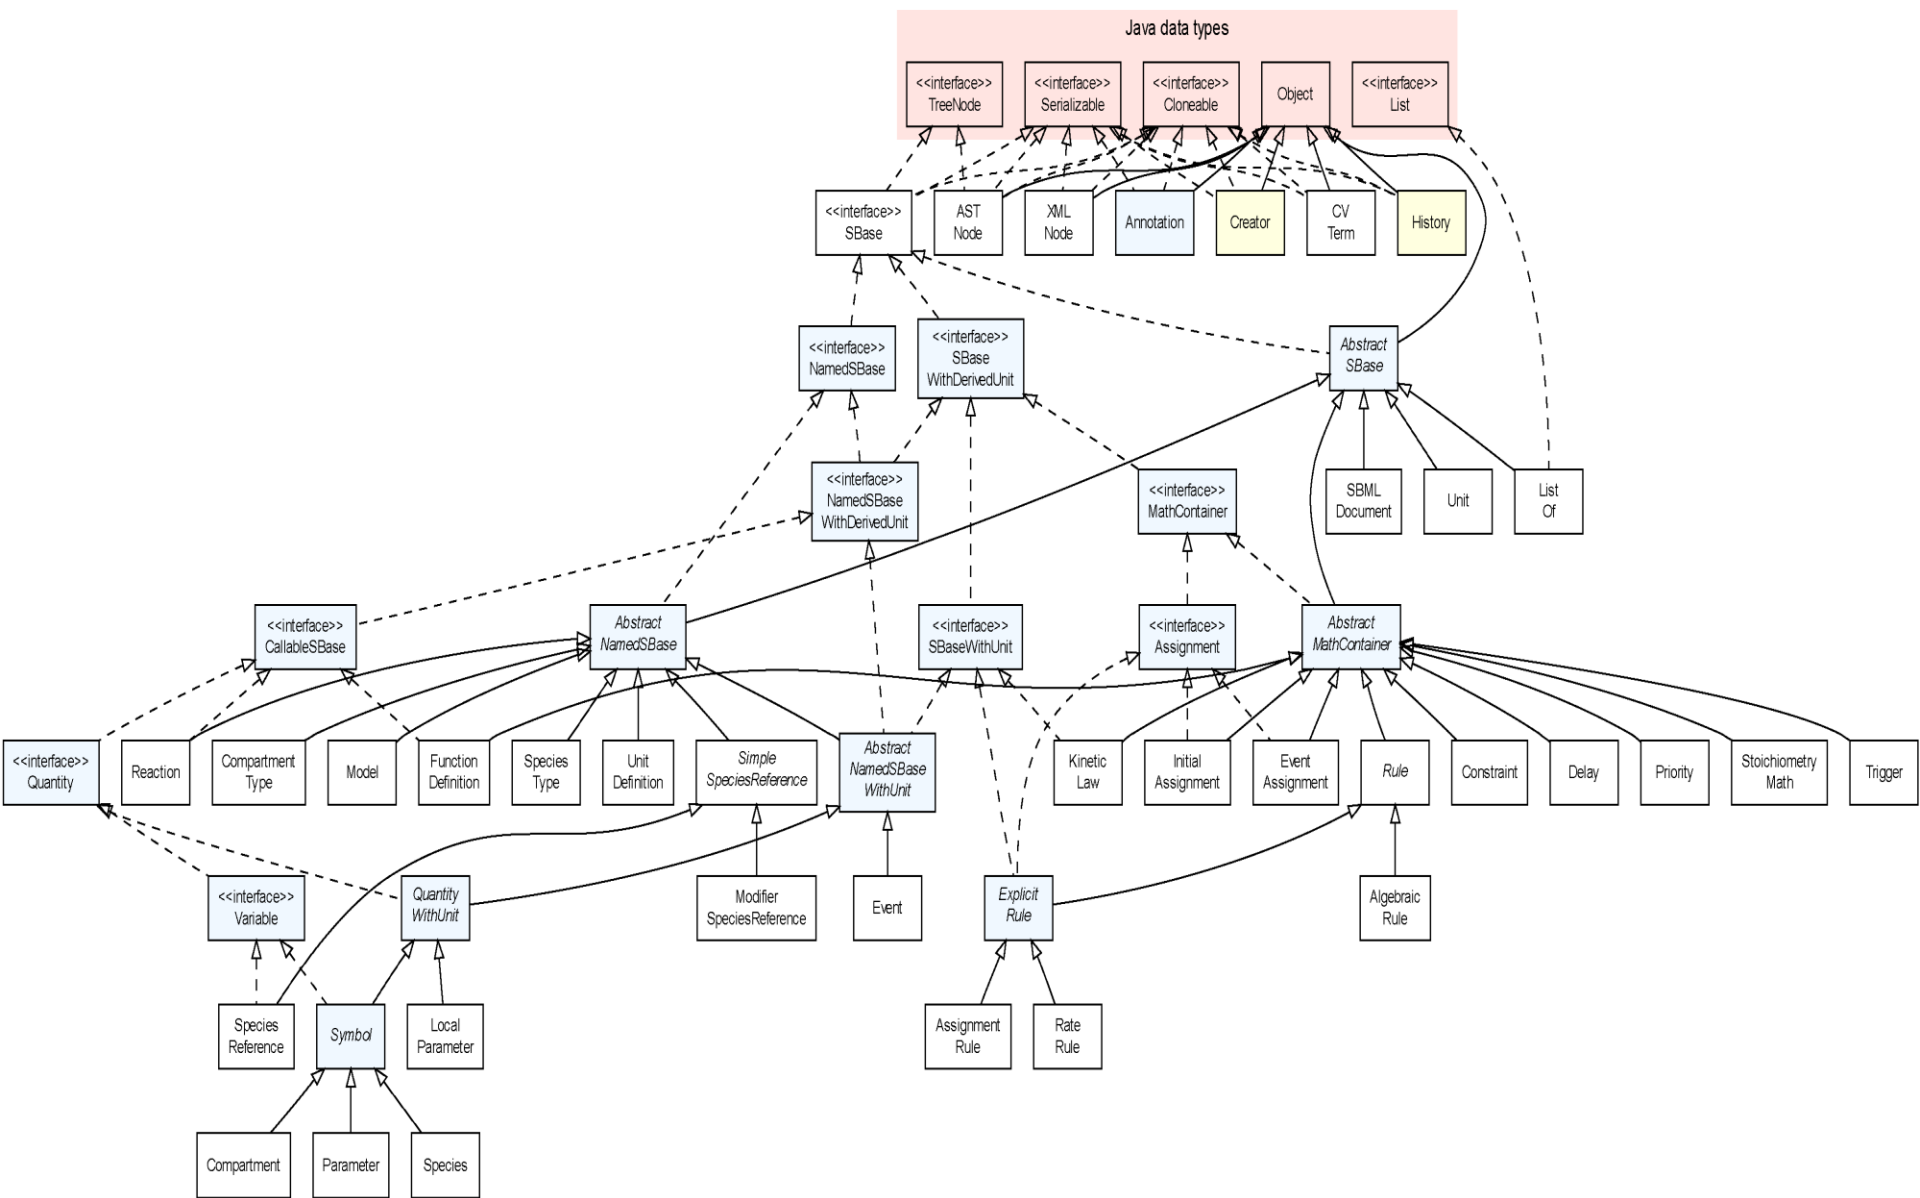 Java data types
<<interface>>
TreeNode
<<interface>>
Serializable
<<interface>>
Cloneable
Object
<<interface>>
List
<<interface>>
SBase
AST
Node
XML
Node
Annotation
Creator
CV
Term
History
<<interface>>
NamedSBase
<<interface>>
SBase
WithDerivedUnit
Abstract
SBase
<<interface>>
NamedSBase
WithDerivedUnit
<<interface>>
MathContainer
SBML
Document
Unit
List
Of
<<interface>>
CallableSBase
Abstract
NamedSBase
<<interface>>
SBaseWithUnit
<<interface>>
Assignment
Abstract
MathContainer
<<interface>>
Quantity
Reaction
Compartment
Type
Model
Function
Definition
Species
Type
Unit
Definition
Simple
SpeciesReference
Abstract
NamedSBase
WithUnit
Kinetic
Law
Initial
Assignment
Event
Assignment
Rule
Constraint
Delay
Priority
Stoichiometry
Math
Trigger
<<interface>>
Variable
Quantity
WithUnit
Modifier
SpeciesReference
Event
Explicit
Rule
Algebraic
Rule
Species
Reference
Symbol
Local
Parameter
Assignment
Rule
Rate
Rule
Compartment
Parameter
Species